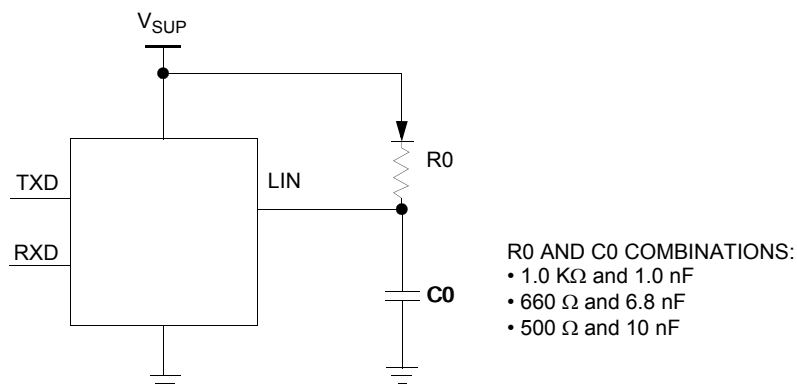 VSUP
TXD
RXD
LIN
R0
C0
R0 AND C0 COMBINATIONS:
• 1.0 KΩ and 1.0 nF
• 660 Ω and 6.8 nF
• 500 Ω and 10 nF